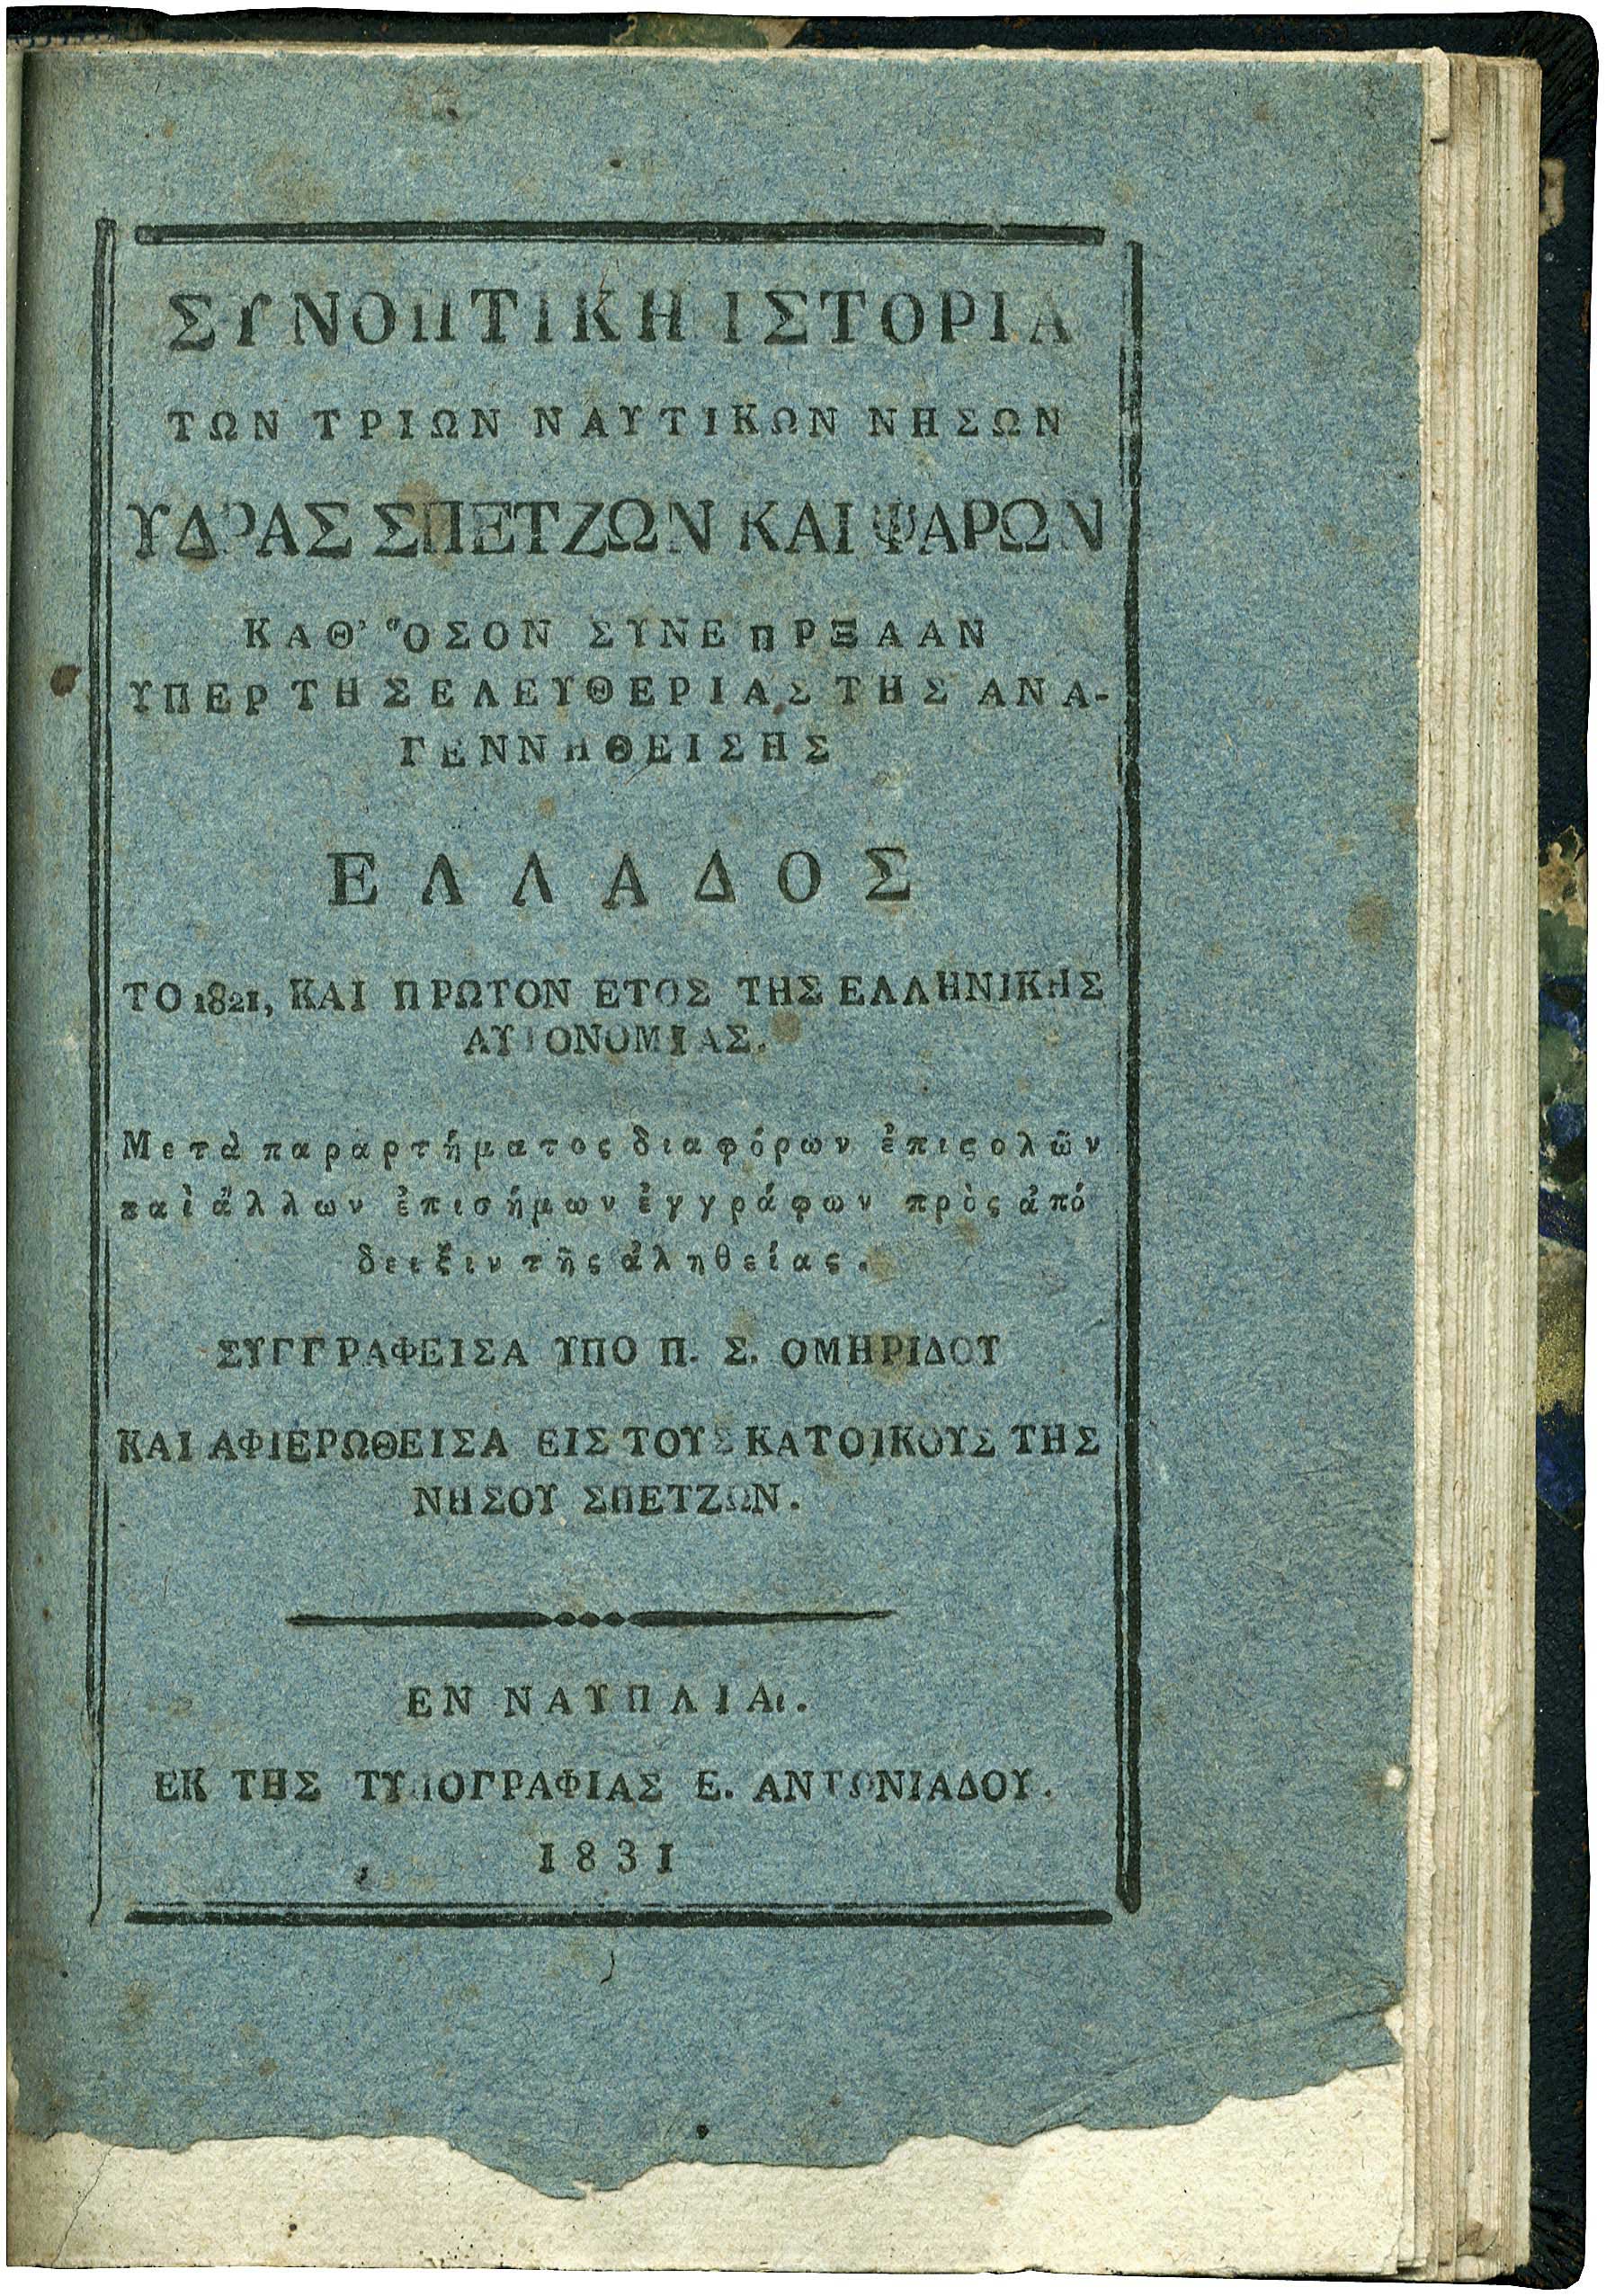 ΣΥΝΟΠΤΙΚΗ ΙΣΤΟΡΙΑ
ΤΩΝ ΤΡΙΩΝ ΝΑΥΤΙΚΩΝ ΝΗΣΩΝ
ΥΔΡΑΣ ΣΠΕΤΖΩΝ ΚΑΙ ΨΑΡΩΝ
ΚΑΘ' ὍΣΟΝ ΣΥΝΕΠΡΞΑΑΝ
ΥΠΕΡ ΤΗΣ ΕΛΕΥΘΕΡΙΑΣ ΤΗΣ ΑΝΑ-
ΓΕΝΝΗΘΕΙΣΗΣ
ΕΛΛΑΔΟΣ
ΤΟ 1821, ΚΑΙ ΠΡΩΤΟΝ ΕΤΟΣ ΤΗΣ ΕΛΛΗΝΙΚΗΣ
ΑΥΤΟΝΟΜΙΑΣ.
Μετὰ παραρτήματος διαφόρων ἐπιϛολῶν
καὶ ἄλλων ἐπισήμων ἐγγράφων πρὸς ἀπό
δειξιν τῆς ἀληθείας.
ΣΥΓΓΡΑΦΕΙΣΑ ΥΠΟ Π. Σ. ΟΜΗΡΙΔΟΥ
ΚΑΙ ΑΦΙΕΡΩΘΕΙΣΑ ΕΙΣ ΤΟΥΣ ΚΑΤΟΙΚΟΥΣ ΤΗΣ
ΝΗΣΟΥ ΣΠΕΤΖΩΝ.
ΕΝ ΝΑΥΠΛΙΑι.
ΕΚ ΤΗΣ ΤΥΠΟΓΡΑΦΙΑΣ Ε. ΑΝΤΩΝΙΑΔΟΥ.
1831